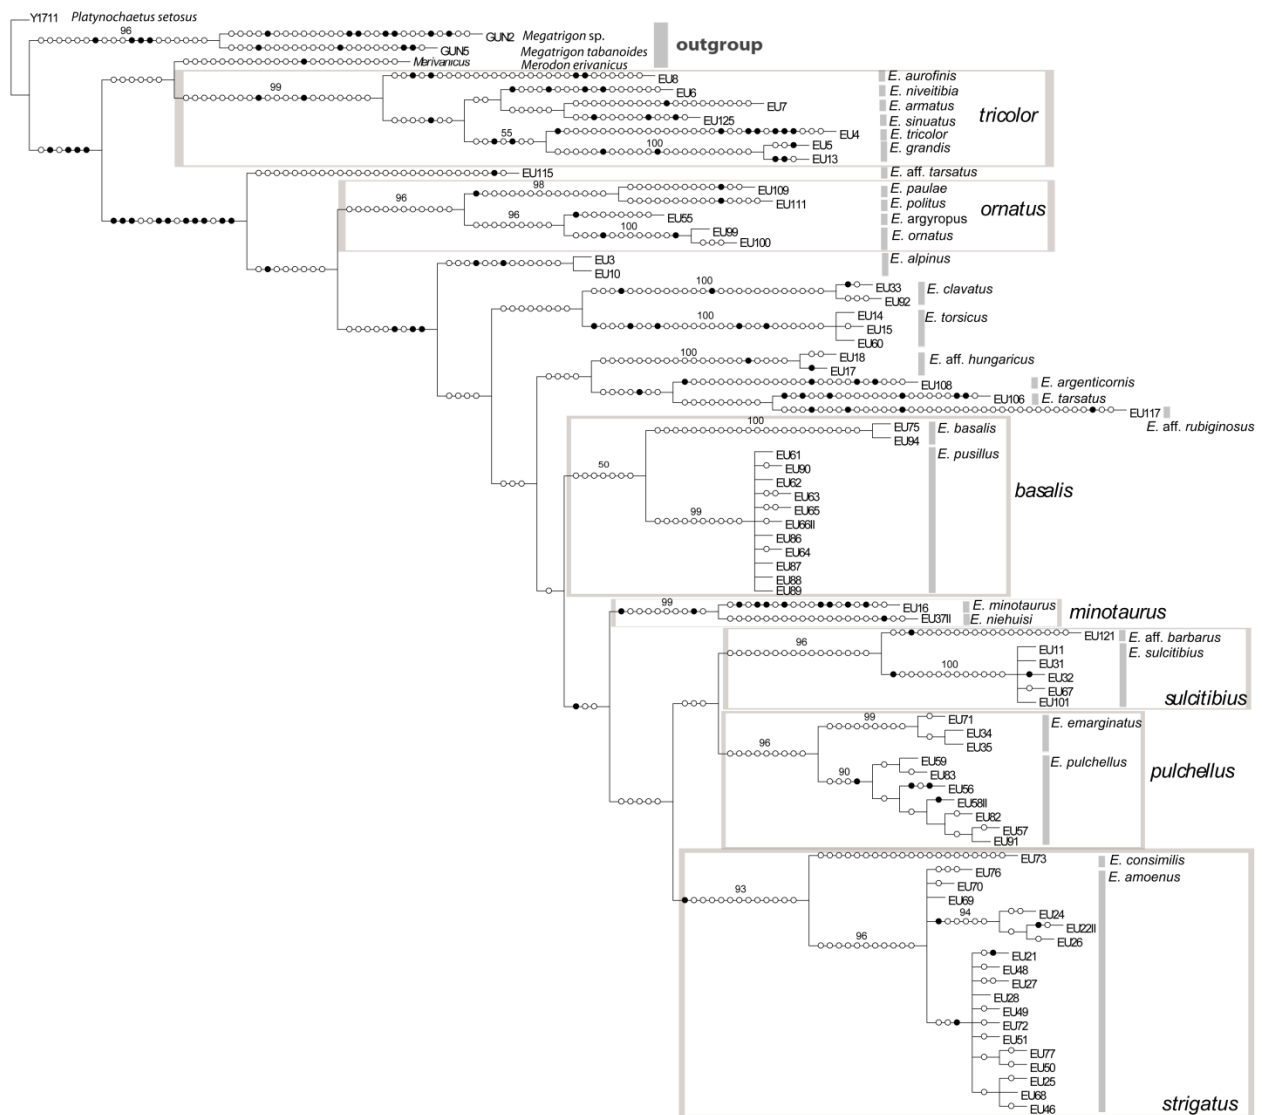 Y1711 Platynochaetus setosus
96
GUN2 Megatrigon sp.
outgroup
GUN5 Megatrigon tabanoides
Merivanicus Merodon erivanicus
EU8 E. aurofinis
99
EU6 E. niveitibia
EU7 E. armatus
tricolor
EU125 E. sinuatus
55
EU4 E. tricolor
100
EU5 E. grandis
EU13
EU115 E. aff. tarsatus
98
EU109 E. paulae
96
EU111 E. politus
ornatus
96
EU55 E. argyropus
100
EU99 E. ornatus
EU100
EU3 E. alpinus
EU10
100
EU33 E. clavatus
EU92
100
EU14 E. torsicus
EU15
EU60
100
EU18 E. aff. hungaricus
EU17
EU108 E. argenticornis
EU106 E. tarsatus
EU117
E. aff. rubiginosus
100
EU75 E. basalis
EU94
EU61 E. pusillus
50
EU90
EU62
basalis
EU63
EU65
99
EU66II
EU86
EU64
EU87
EU88
EU89
99
EU16 E. minotaurus
minotaurus
EU37II E. niehuisi
EU121 E. aff. barbarus
96
EU11 E. sulcitibius
EU31
100
EU32
EU67
sulcitibius
EU101
99
EU71 E. emarginatus
EU34
96
EU35
EU59 E. pulchellus
pulchellus
90
EU83
EU56
EU58II
EU82
EU57
EU91
EU73 E. consimilis
EU76 E. amoenus
93
EU70
EU69
94
EU24
EU22II
96
EU26
EU21
EU48
EU27
EU28
EU49
EU72
EU51
EU77
EU50
EU25
EU68
strigatus
EU46